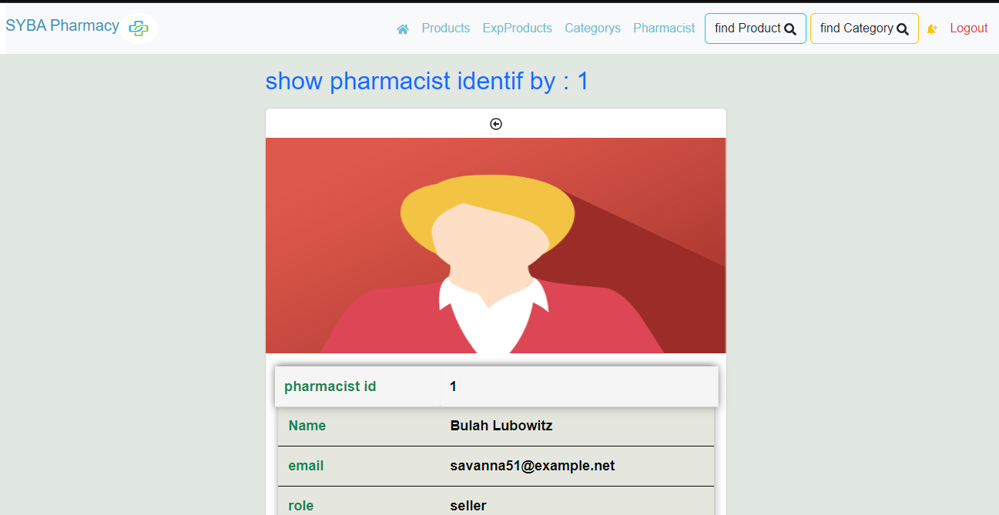 SYBA Pharmacy Products ExpProducts Categorys Pharmacist find Product find Category Logout
show pharmacist identif by : 1
pharmacist id 1
Name Bulah Lubowitz
email savanna51@example.net
role seller